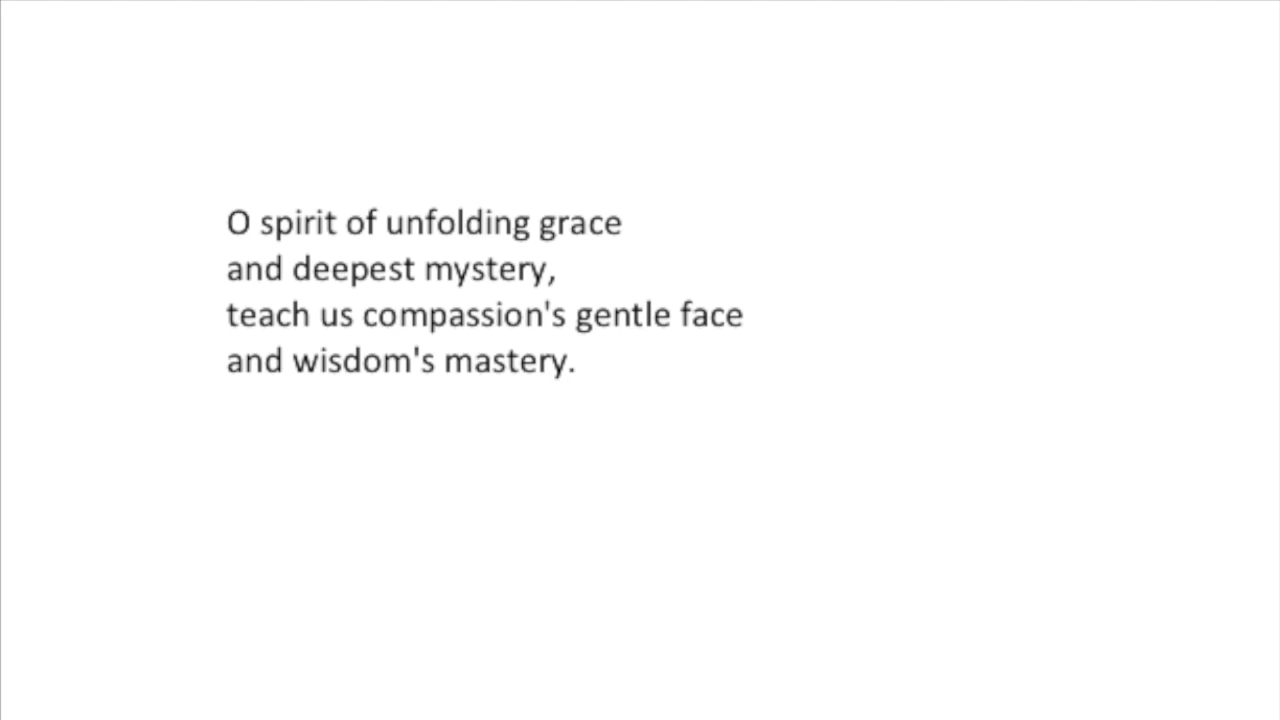 O spirit of unfolding grace
and deepest mystery,
teach us compassion's gentle face
and wisdom's mastery.